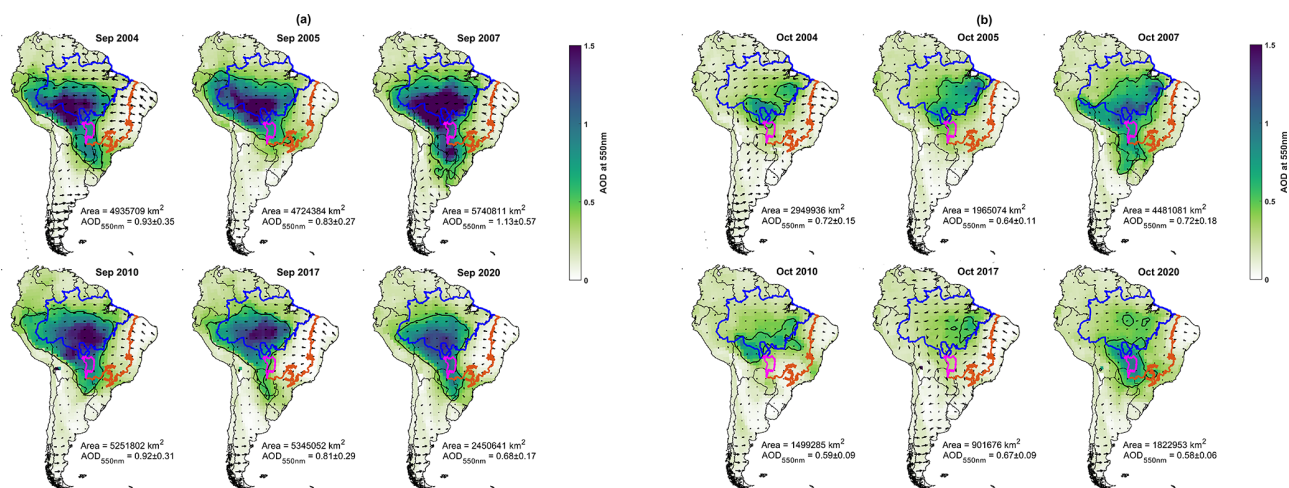 (a)
Sep 2004
Sep 2005
Sep 2007
1.5
1
0.5
0
AOD at 550nm
Area = 4935709 km²
AOD550nm = 0.93±0.35
Area = 4724384 km²
AOD550nm = 0.83±0.27
Area = 5740811 km²
AOD550nm = 1.13±0.57
Sep 2010
Sep 2017
Sep 2020
Area = 5251802 km²
AOD550nm = 0.92±0.31
Area = 5345052 km²
AOD550nm = 0.81±0.29
Area = 2450641 km²
AOD550nm = 0.68±0.17
(b)
Oct 2004
Oct 2005
Oct 2007
1.5
1
0.5
0
AOD at 550nm
Area = 2949936 km²
AOD550nm = 0.72±0.15
Area = 1965074 km²
AOD550nm = 0.64±0.11
Area = 4481081 km²
AOD550nm = 0.72±0.18
Oct 2010
Oct 2017
Oct 2020
Area = 1499285 km²
AOD550nm = 0.59±0.09
Area = 901676 km²
AOD550nm = 0.67±0.09
Area = 1822953 km²
AOD550nm = 0.58±0.06